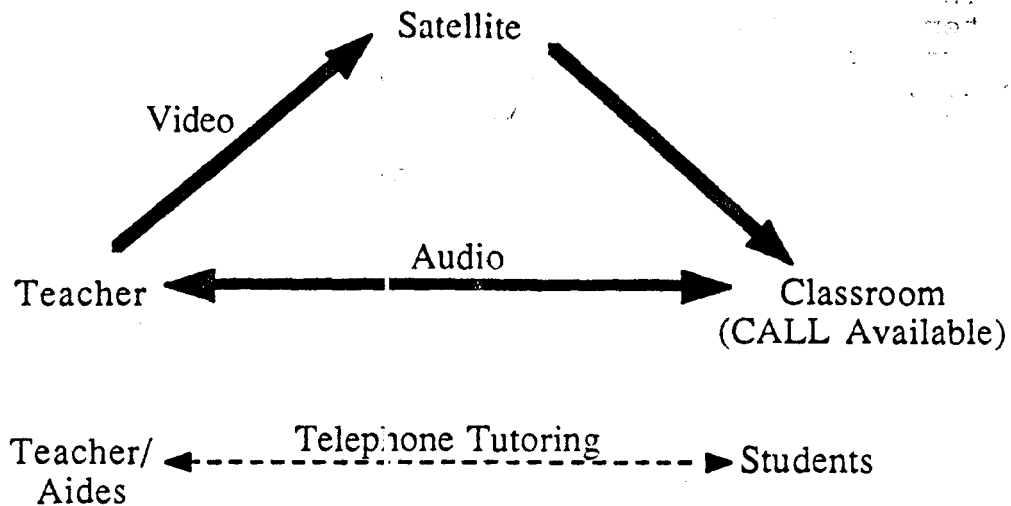 Satellite
Video
Audio
Teacher
Classroom
(CALL Available)
Telephone Tutoring
Teacher/
Aides
Students